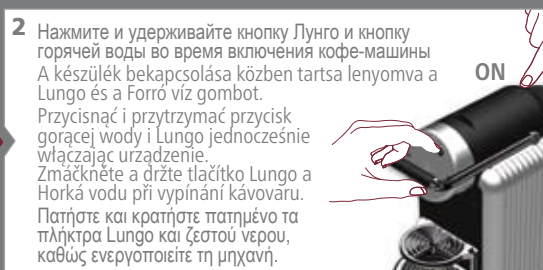 2 Нажмите и удерживайте кнопку Лунго и кнопку
горячей воды во время включения кофе-машины
A készülék bekapcsolása közben tartsa lenyomva a
Lungo és a Forró víz gombot.
ON
Przycisnąć i przytrzymać przycisk
gorącej wody i Lungo jednocześnie
włączając urządzenie.
Zmáčkněte a držte tlačítko Lungo a
Horká vodu při vypínání kávovaru.
Πατήστε και κρατήστε πατημένο τα
πλήκτρα Lungo και ζεστού νερου,
καθώς ενεργοποιείτε τη μηχανή.